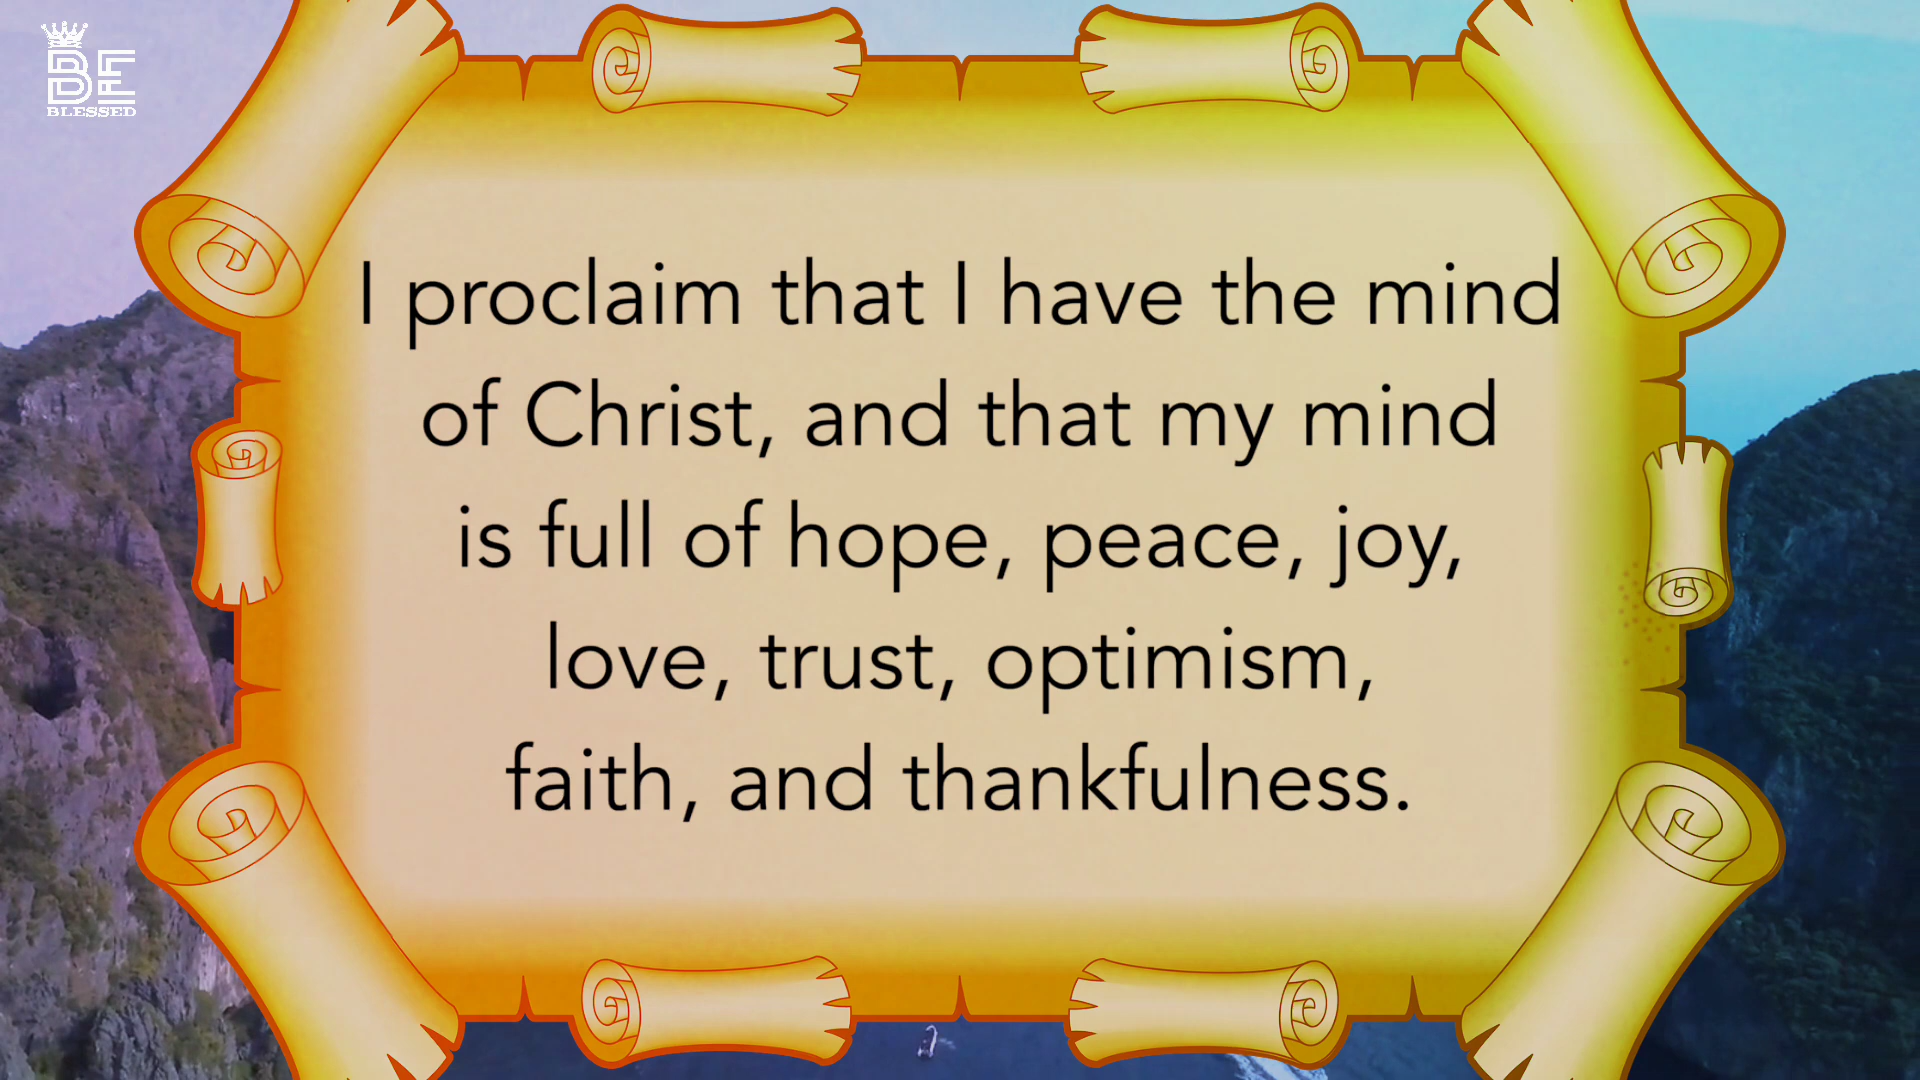 BE
BLESSED
I proclaim that I have the mind
of Christ, and that my mind
is full of hope, peace, joy,
love, trust, optimism,
faith, and thankfulness.